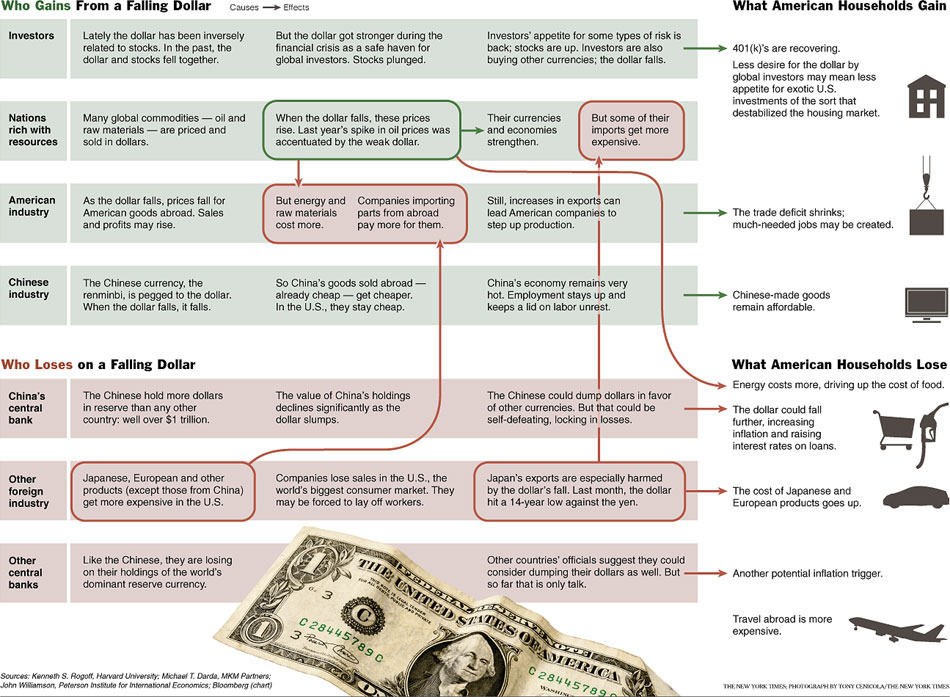 Who Gains From a Falling Dollar
Causes → Effects
What American Households Gain
Investors
Lately the dollar has been inversely
related to stocks. In the past, the
dollar and stocks fell together.
But the dollar got stronger during the
financial crisis as a safe haven for
global investors. Stocks plunged.
Investors' appetite for some types of risk is
back; stocks are up. Investors are also
buying other currencies; the dollar falls.
401(k)'s are recovering.
Less desire for the dollar by
global investors may mean less
appetite for exotic U.S.
investments of the sort that
destabilized the housing market.
Nations
rich with
resources
Many global commodities — oil and
raw materials — are priced and
sold in dollars.
When the dollar falls, these prices
rise. Last year's spike in oil prices was
accentuated by the weak dollar.
Their currencies
and economies
strengthen.
But some of their
imports get more
expensive.
American
industry
As the dollar falls, prices fall for
American goods abroad. Sales
and profits may rise.
But energy and
raw materials
cost more.
Companies importing
parts from abroad
pay more for them.
Still, increases in exports can
lead American companies to
step up production.
The trade deficit shrinks;
much-needed jobs may be created.
Chinese
industry
The Chinese currency, the
renminbi, is pegged to the dollar.
When the dollar falls, it falls.
So China's goods sold abroad —
already cheap — get cheaper.
In the U.S., they stay cheap.
China's economy remains very
hot. Employment stays up and
keeps a lid on labor unrest.
Chinese-made goods
remain affordable.
Who Loses on a Falling Dollar
What American Households Lose
Energy costs more, driving up the cost of food.
China's
central
bank
The Chinese hold more dollars
in reserve than any other
country: well over $1 trillion.
The value of China's holdings
declines significantly as the
dollar slumps.
The Chinese could dump dollars in favor
of other currencies. But that could be
self-defeating, locking in losses.
The dollar could fall
further, increasing
inflation and raising
interest rates on loans.
Other
foreign
industry
Japanese, European and other
products (except those from China)
get more expensive in the U.S.
Companies lose sales in the U.S., the
world's biggest consumer market. They
may be forced to lay off workers.
Japan's exports are especially harmed
by the dollar's fall. Last month, the dollar
hit a 14-year low against the yen.
The cost of Japanese and
European products goes up.
Other
central
banks
Like the Chinese, they are losing
on their holdings of the world's
dominant reserve currency.
Other countries' officials suggest they could
consider dumping their dollars as well. But
so far that is only talk.
Another potential inflation trigger.
Travel abroad is more
expensive.
THE UNITED STATES OF AMERICA
C 28445789 C
C 28445789 C
1
1
3
3
C
Sources: Kenneth S. Rogoff, Harvard University; Michael T. Darda, MKM Partners;
John Williamson, Peterson Institute for International Economics; Bloomberg (chart)
THE NEW YORK TIMES; PHOTOGRAPH BY TONY CENICOLA/THE NEW YORK TIMES